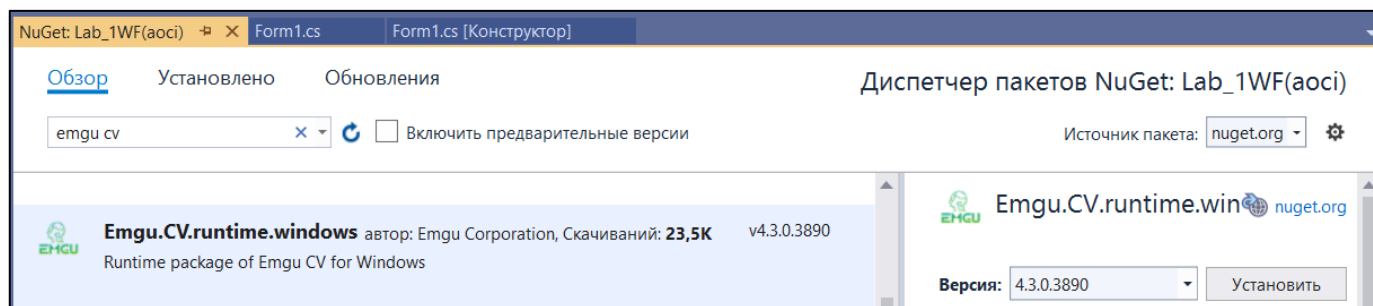 NuGet: Lab_1WF(aoci) Form1.cs Form1.cs [Конструктор]
Обзор Установлено Обновления
Диспетчер пакетов NuGet: Lab_1WF(aoci)
emgu cv Включить предварительные версии
Источник пакета: nuget.org
EMGU
Emgu.CV.runtime.windows автор: Emgu Corporation, Скачиваний: 23,5K v4.3.0.3890
Runtime package of Emgu CV for Windows
EMGU
Emgu.CV.runtime.win nuget.org
Версия: 4.3.0.3890 Установить